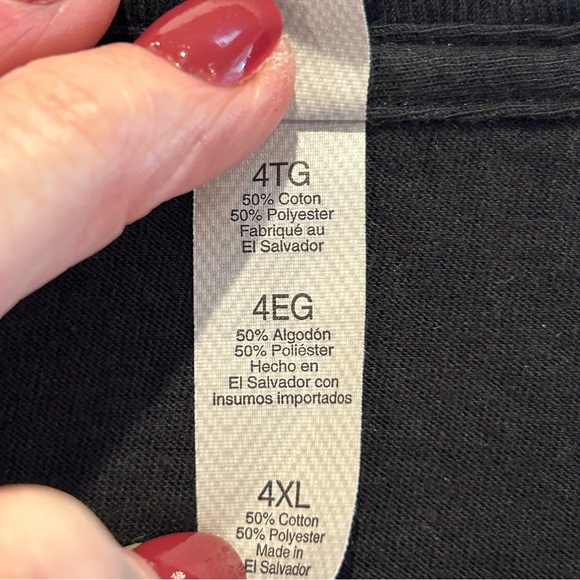 4TG
50% Coton
50% Polyester
Fabriqué au
El Salvador
4EG
50% Algodón
50% Poliéster
Hecho en
El Salvador con
insumos importados
4XL
50% Cotton
50% Polyester
Made in
El Salvador